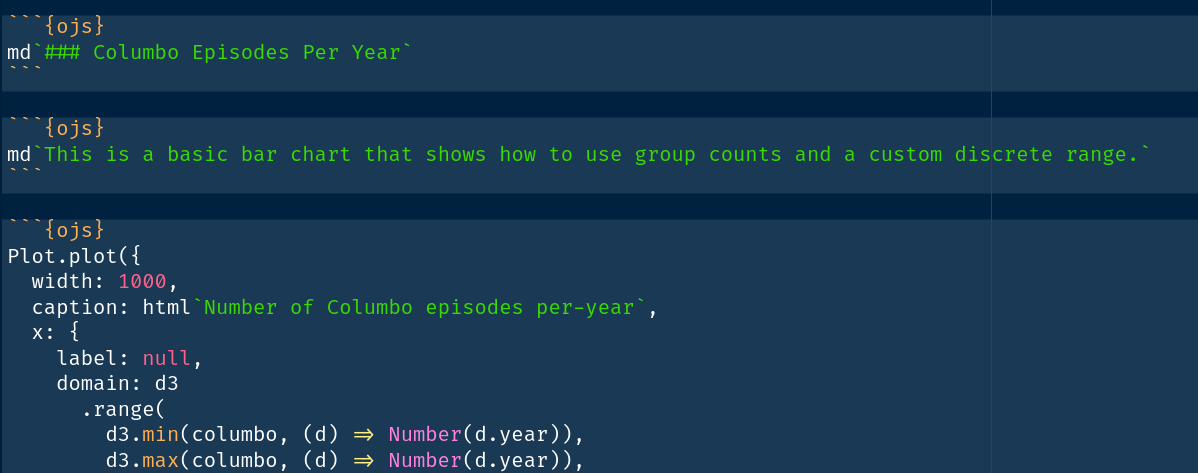 ```{ojs}
md`### Columbo Episodes Per Year`
```
```{ojs}
md`This is a basic bar chart that shows how to use group counts and a custom discrete range.`
```
```{ojs}
Plot.plot({
  width: 1000,
  caption: html`Number of Columbo episodes per-year`,
  x: {
    label: null,
    domain: d3
      .range(
        d3.min(columbo, (d) => Number(d.year)),
        d3.max(columbo, (d) => Number(d.year)),